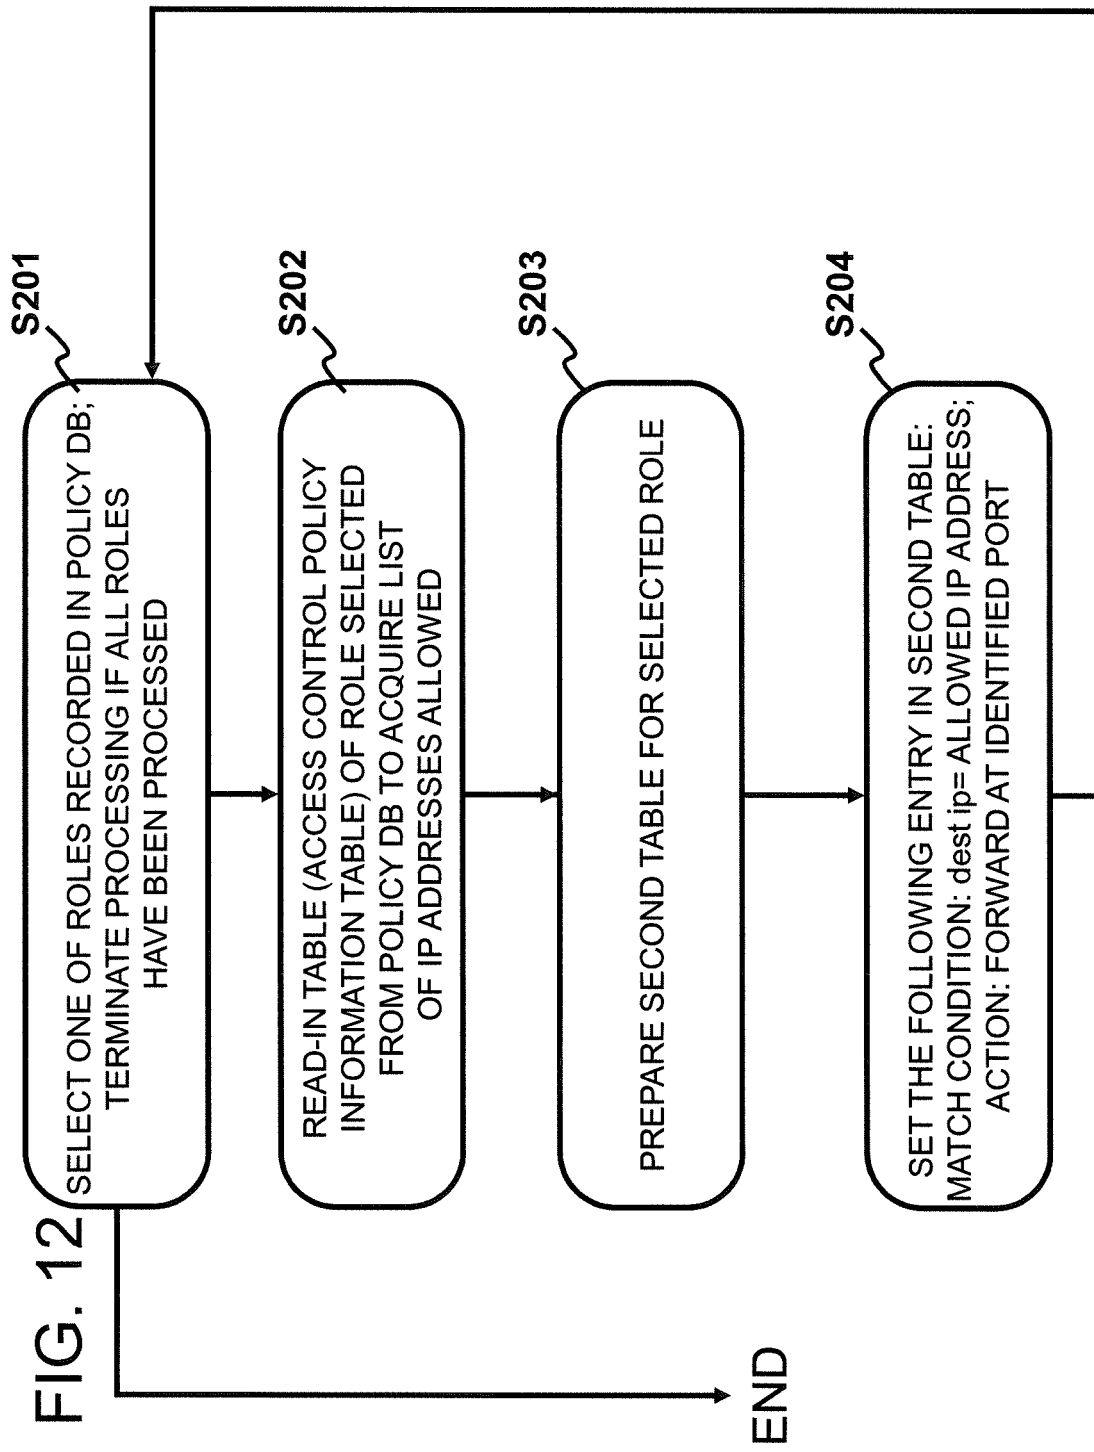 FIG. 12
S201
SELECT ONE OF ROLES RECORDED IN POLICY DB;
TERMINATE PROCESSING IF ALL ROLES
HAVE BEEN PROCESSED
S202
READ-IN TABLE (ACCESS CONTROL POLICY
INFORMATION TABLE) OF ROLE SELECTED
FROM POLICY DB TO ACQUIRE LIST
OF IP ADDRESSES ALLOWED
S203
PREPARE SECOND TABLE FOR SELECTED ROLE
S204
SET THE FOLLOWING ENTRY IN SECOND TABLE:
MATCH CONDITION: dest ip= ALLOWED IP ADDRESS;
ACTION: FORWARD AT IDENTIFIED PORT
END